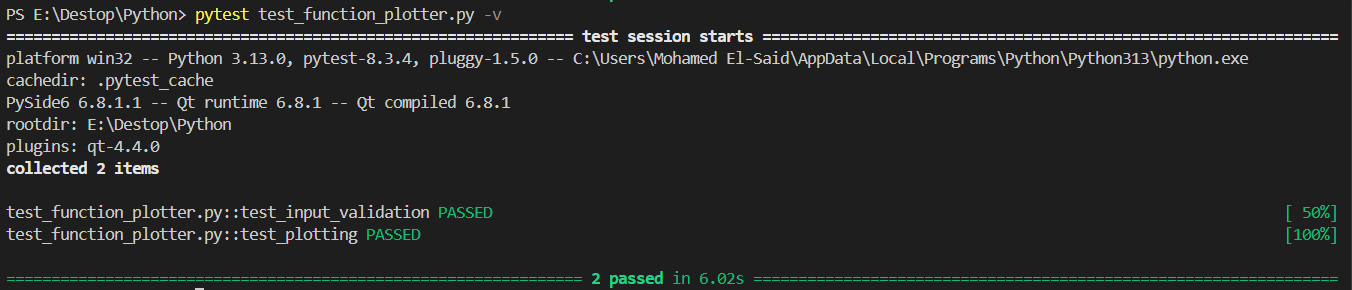 PS E:\Destop\Python> pytest test_function_plotter.py -v
============================================================== test session starts ===============================================================
platform win32 -- Python 3.13.0, pytest-8.3.4, pluggy-1.5.0 -- C:\Users\Mohamed El-Said\AppData\Local\Programs\Python\Python313\python.exe
cachedir: .pytest_cache
PySide6 6.8.1.1 -- Qt runtime 6.8.1 -- Qt compiled 6.8.1
rootdir: E:\Destop\Python
plugins: qt-4.4.0
collected 2 items
test_function_plotter.py::test_input_validation PASSED [ 50%]
test_function_plotter.py::test_plotting PASSED [100%]
=============================================================== 2 passed in 6.02s ================================================================